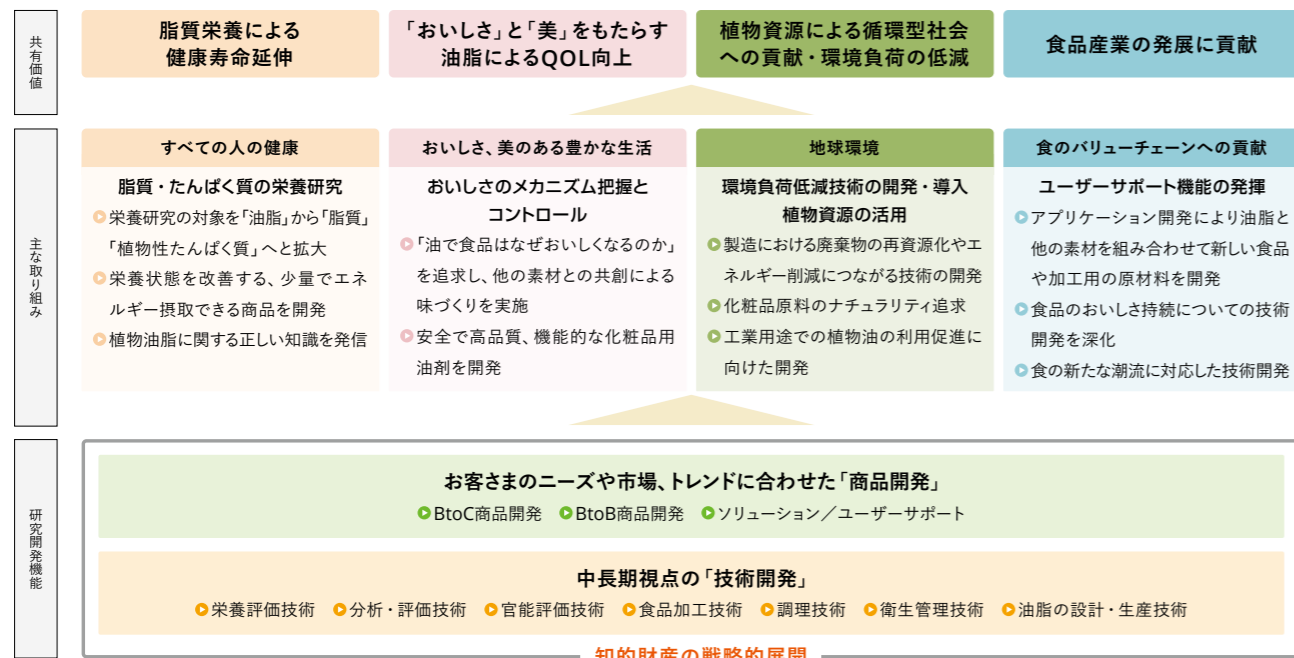 共有価値
脂質栄養による
健康寿命延伸
「おいしさ」と「美」をもたらす
油脂によるQOL向上
植物資源による循環型社会
への貢献・環境負荷の低減
食品産業の発展に貢献
主な取り組み
すべての人の健康
脂質・たんぱく質の栄養研究
栄養研究の対象を「油脂」から「脂質」
「植物性たんぱく質」へと拡大
栄養状態を改善する、少量でエネ
ルギー摂取できる商品を開発
植物油脂に関する正しい知識を発信
おいしさ、美のある豊かな生活
おいしさのメカニズム把握と
コントロール
「油で食品はなぜおいしくなるのか」
を追求し、他の素材との共創による
味づくりを実施
安全で高品質、機能的な化粧品用
油剤を開発
地球環境
環境負荷低減技術の開発・導入
植物資源の活用
製造における廃棄物の再資源化やエ
ネルギー削減につながる技術の開発
化粧品原料のナチュラリティ追求
工業用途での植物油の利用促進に
向けた開発
食のバリューチェーンへの貢献
ユーザーサポート機能の発揮
アプリケーション開発により油脂と
他の素材を組み合わせて新しい食品
や加工用の原材料を開発
食品のおいしさ持続についての技術
開発を深化
食の新たな潮流に対応した技術開発
研究開発機能
お客さまのニーズや市場、トレンドに合わせた「商品開発」
BtoC商品開発 BtoB商品開発 ソリューション／ユーザーサポート
中長期視点の「技術開発」
栄養評価技術 分析・評価技術 官能評価技術 食品加工技術 調理技術 衛生管理技術 油脂の設計・生産技術
知的財産の戦略的展開